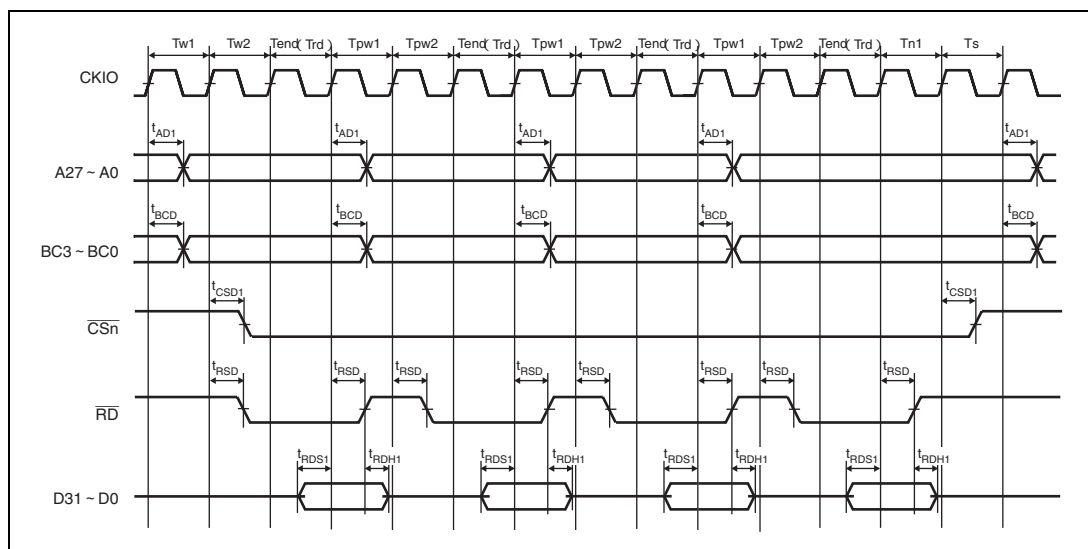 Tw1 Tw2 Tend(Trd) Tpw1 Tpw2 Tend(Trd) Tpw1 Tpw2 Tend(Trd) Tpw1 Tpw2 Tend(Trd) Tn1 Ts
CKIO
tAD1 tAD1 tAD1 tAD1 tAD1
A27 ~ A0
tBCD tBCD tBCD tBCD tBCD
BC3 ~ BC0
tCSD1 tCSD1
CSn
tRSD tRSD tRSD tRSD tRSD tRSD tRSD tRSD
RD
tRDS1 tRDH1 tRDS1 tRDH1 tRDS1 tRDH1 tRDS1 tRDH1
D31 ~ D0